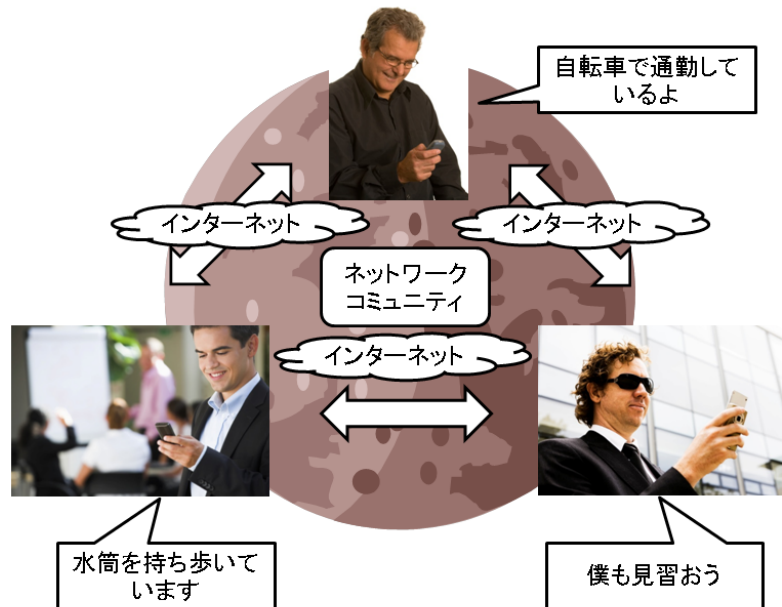 自転車で通勤して
いるよ
インターネット
インターネット
ネットワーク
コミュニティ
インターネット
水筒を持ち歩いて
います
僕も見習おう